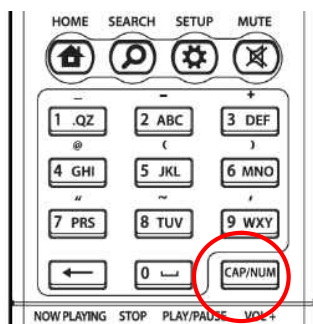 HOME SEARCH SETUP MUTE
_ - +
1 .QZ 2 ABC 3 DEF
@ ( )
4 GHI 5 JKL 6 MNO
" ~ '
7 PRS 8 TUV 9 WXY
← 0 ⌴ CAP/NUM
NOW PLAYING STOP PLAY/PAUSE VOL +